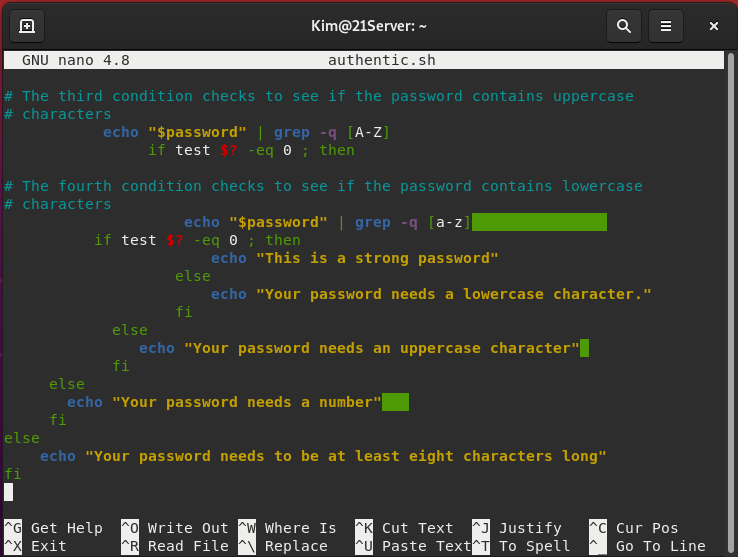 Kim@21Server: ~
GNU nano 4.8 authentic.sh
# The third condition checks to see if the password contains uppercase
# characters
echo "$password" | grep -q [A-Z]
if test $? -eq 0 ; then
# The fourth condition checks to see if the password contains lowercase
# characters
echo "$password" | grep -q [a-z]
if test $? -eq 0 ; then
echo "This is a strong password"
else
echo "Your password needs a lowercase character."
fi
else
echo "Your password needs an uppercase character"
fi
else
echo "Your password needs a number"
fi
else
echo "Your password needs to be at least eight characters long"
fi
^G Get Help ^O Write Out ^W Where Is ^K Cut Text ^J Justify ^C Cur Pos
^X Exit ^R Read File ^\ Replace ^U Paste Text ^T To Spell ^_ Go To Line